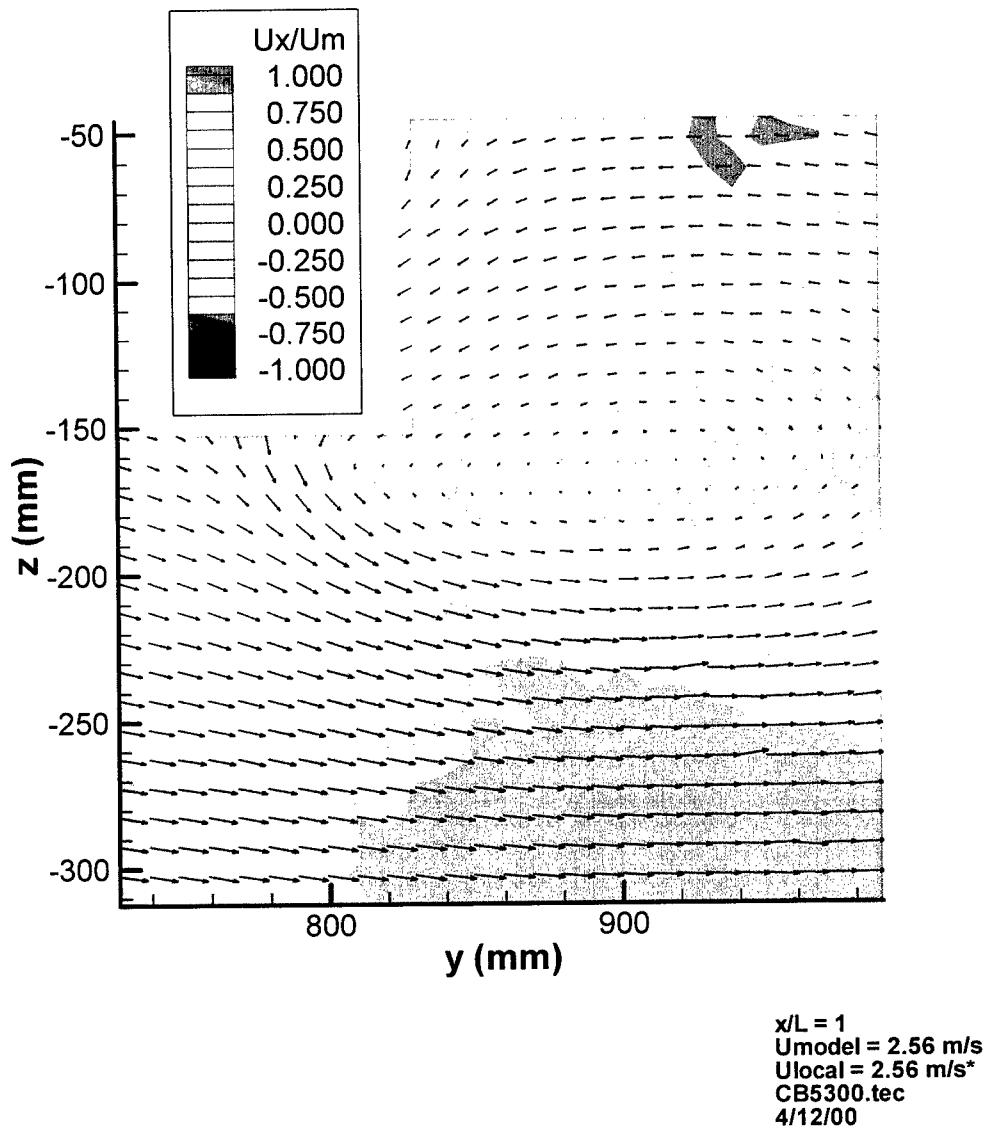 Ux/Um
1.000
0.750
0.500
0.250
0.000
-0.250
-0.500
-0.750
-1.000
-50
-100
-150
-200
-250
-300
z (mm)
800
900
y (mm)
x/L = 1
Umodel = 2.56 m/s
Ulocal = 2.56 m/s*
CB5300.tec
4/12/00